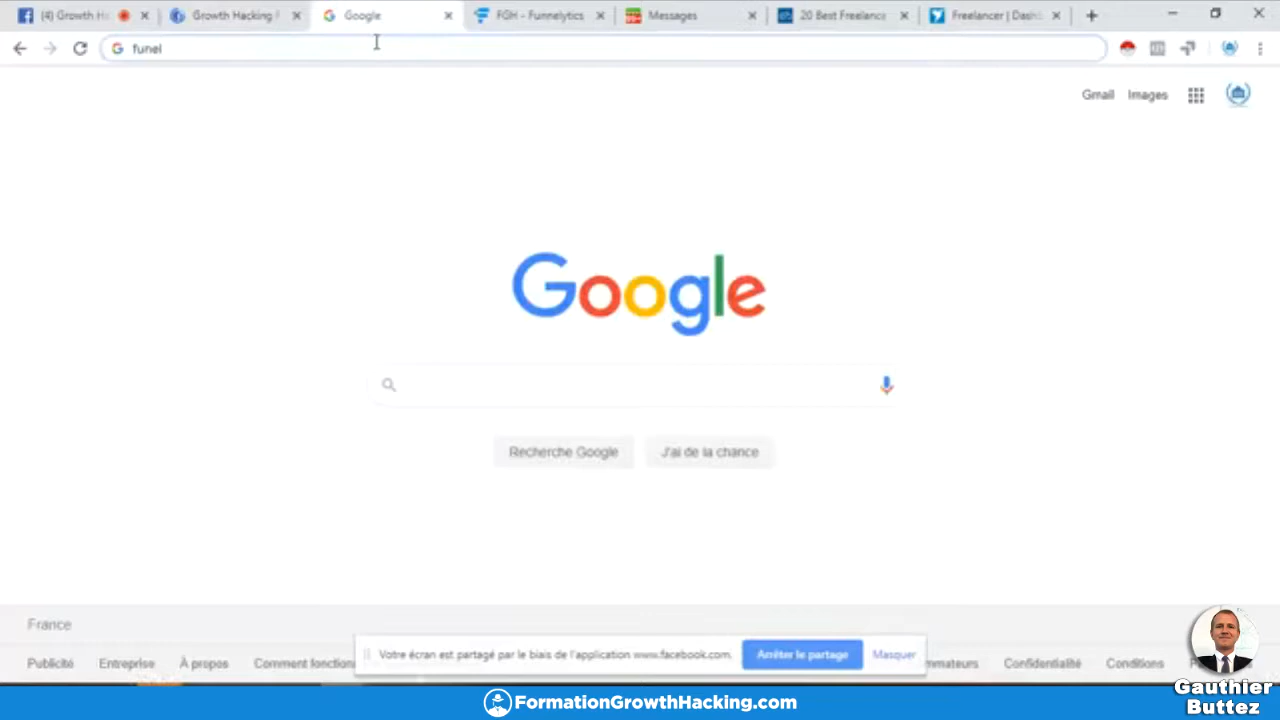 (4) Growth H
Growth Hacking
Google
FGH - Funnelytics
Messages
20 Best Freelance
Freelancer | Dash
funel
Gmail
Images
Google
Recherche Google
J'ai de la chance
France
Publicité
Entreprise
À propos
Comment fonction
Votre écran est partagé par le biais de l'application www.facebook.com.
Arrêter le partage
Masquer
mmateurs
Confidentialité
Conditions
FormationGrowthHacking.com
Gauthier
Buttez